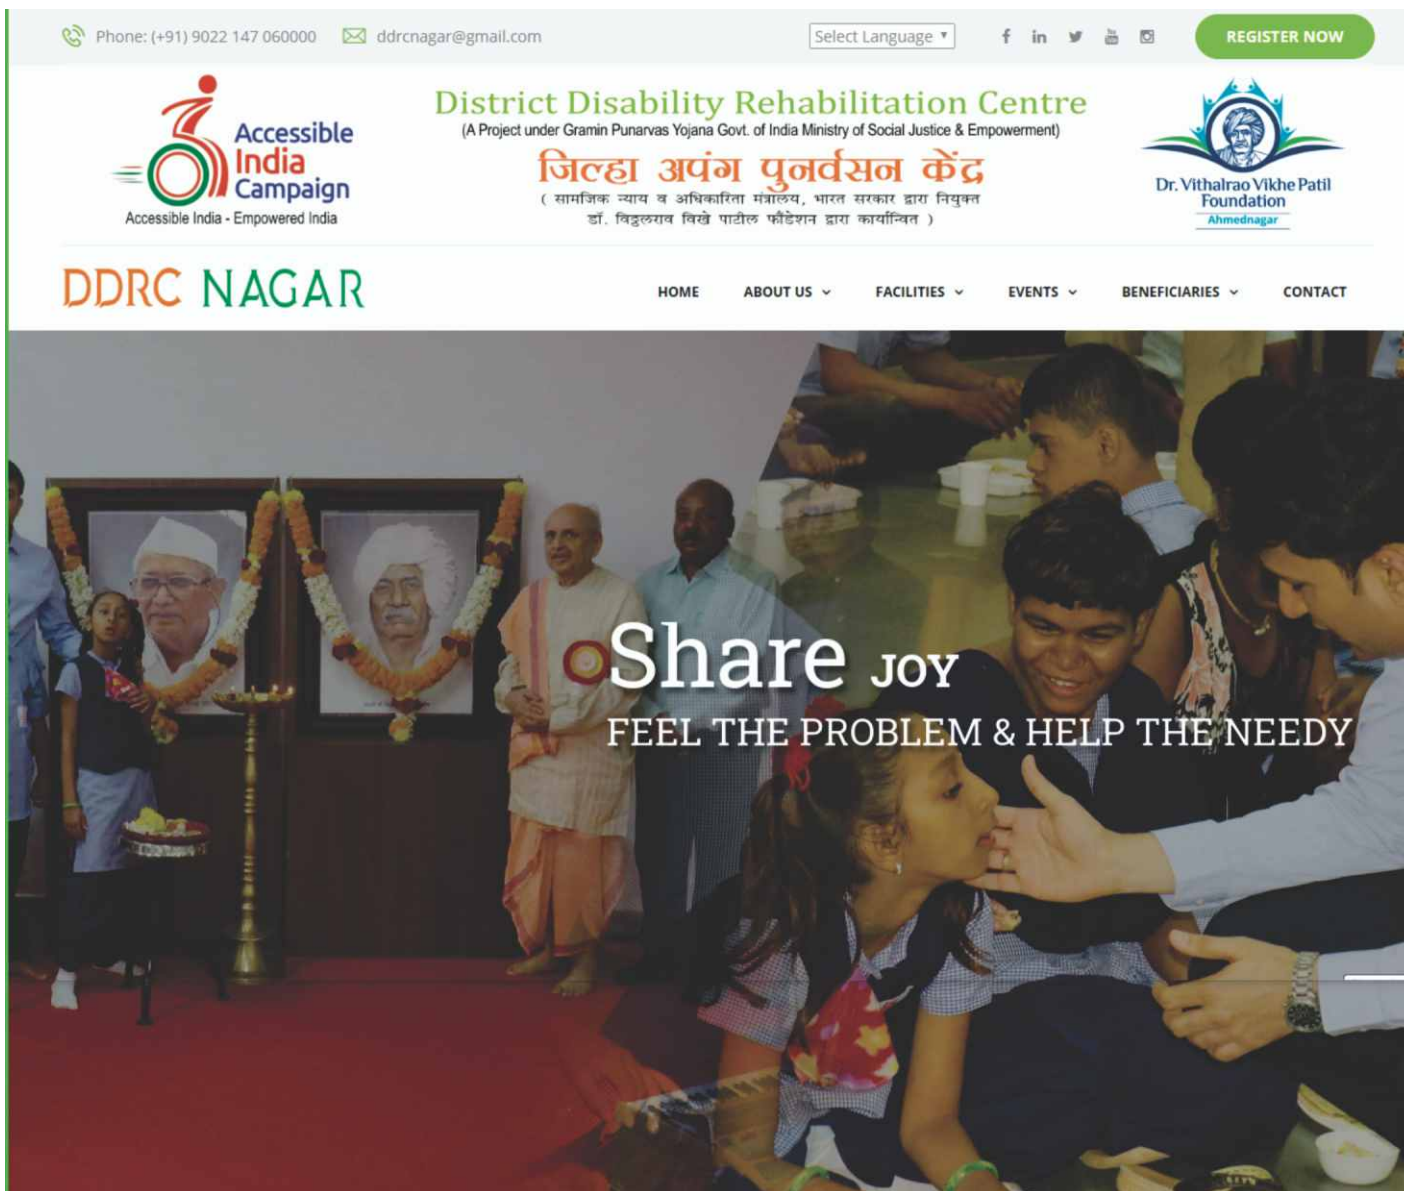 Phone: (+91) 9022 147 060000 ddrcnagar@gmail.com Select Language REGISTER NOW
Accessible
India
Campaign
Accessible India - Empowered India
District Disability Rehabilitation Centre
(A Project under Gramin Punarvas Yojana Govt. of India Ministry of Social Justice & Empowerment)
जिल्हा अपंग पुनर्वसन केंद्र
( सामजिक न्याय व अधिकारिता मंत्रालय, भारत सरकार द्वारा नियुक्त
डॉ. विठ्ठलराव विखे पाटील फौंडेशन द्वारा कार्यान्वित )
Dr. Vithalrao Vikhe Patil
Foundation
Ahmednagar
DDRC NAGAR
HOME ABOUT US FACILITIES EVENTS BENEFICIARIES CONTACT
Share JOY
FEEL THE PROBLEM & HELP THE NEEDY